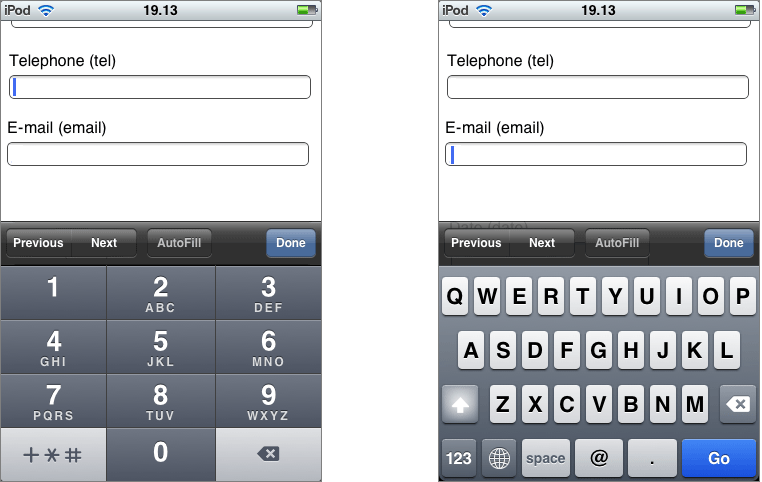 iPod 19.13
Telephone (tel)
E-mail (email)
Previous Next AutoFill Done
1 2 ABC 3 DEF
4 GHI 5 JKL 6 MNO
7 PQRS 8 TUV 9 WXYZ
+*# 0
iPod 19.13
Telephone (tel)
E-mail (email)
Date (date)
Previous Next AutoFill Done
Q W E R T Y U I O P
A S D F G H J K L
Z X C V B N M
123 space @ . Go